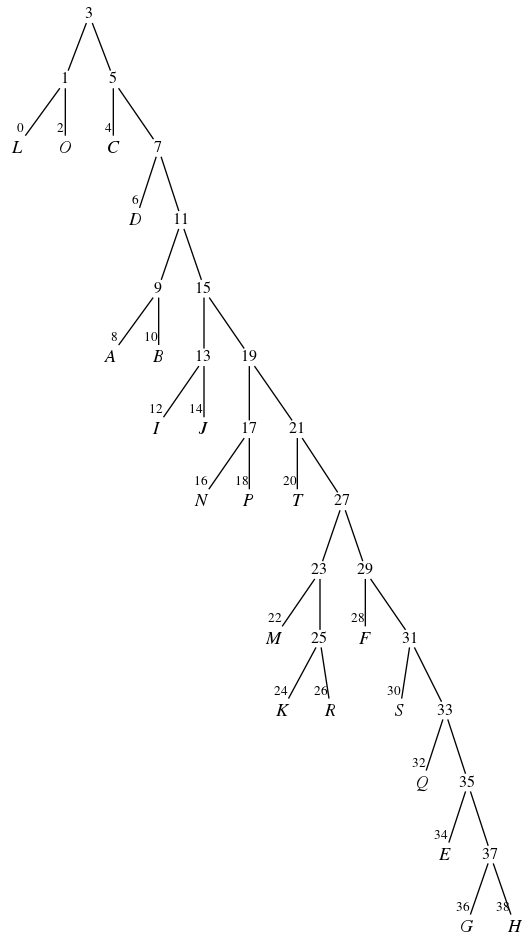 3
1 5
0 2 4
L O C 7
6
D 11
9 15
8 10
A B 13 19
12 14
I J 17 21
16 18 20
N P T 27
23 29
22 28
M 25 F 31
24 26 30
K R S 33
32
Q 35
34
E 37
36 38
G H